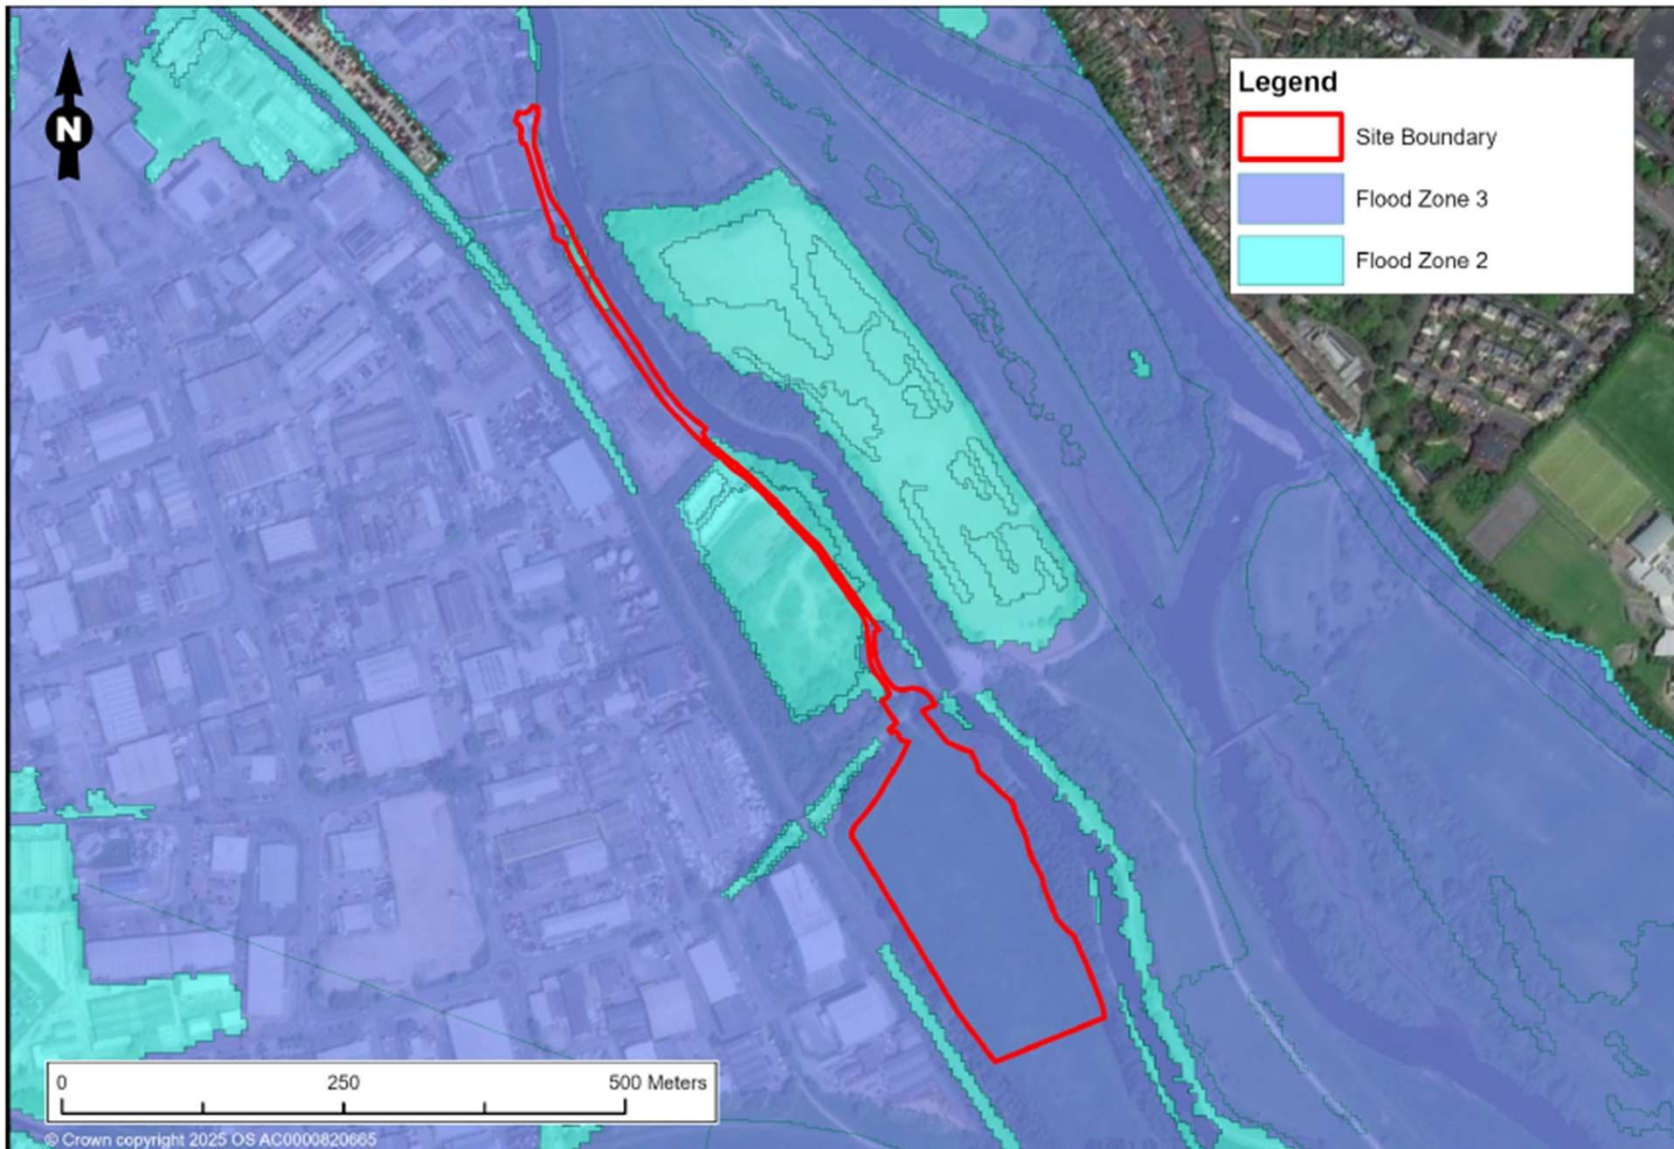 N
Legend
Site Boundary
Flood Zone 3
Flood Zone 2
0 250 500 Meters
© Crown copyright 2025 OS AC0000820665